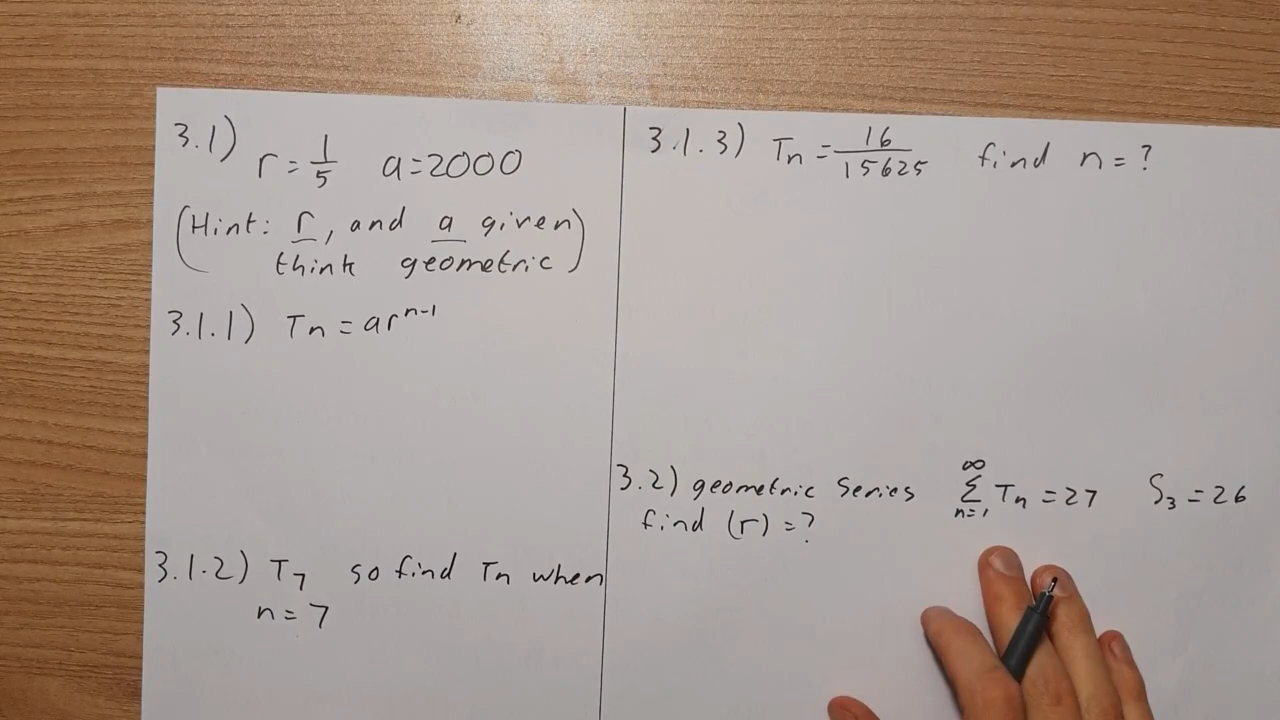 3.1) r = 1/5 a=2000
(Hint: r, and a given
think geometric)
3.1.1) Tn = ar^n-1
3.1.2) T7 so find Tn when
n=7
3.1.3) Tn = 16/15625 find n=?
3.2) geometric Series ∞ Σ n=1 Tn = 27 S3 = 26
find (r) = ?